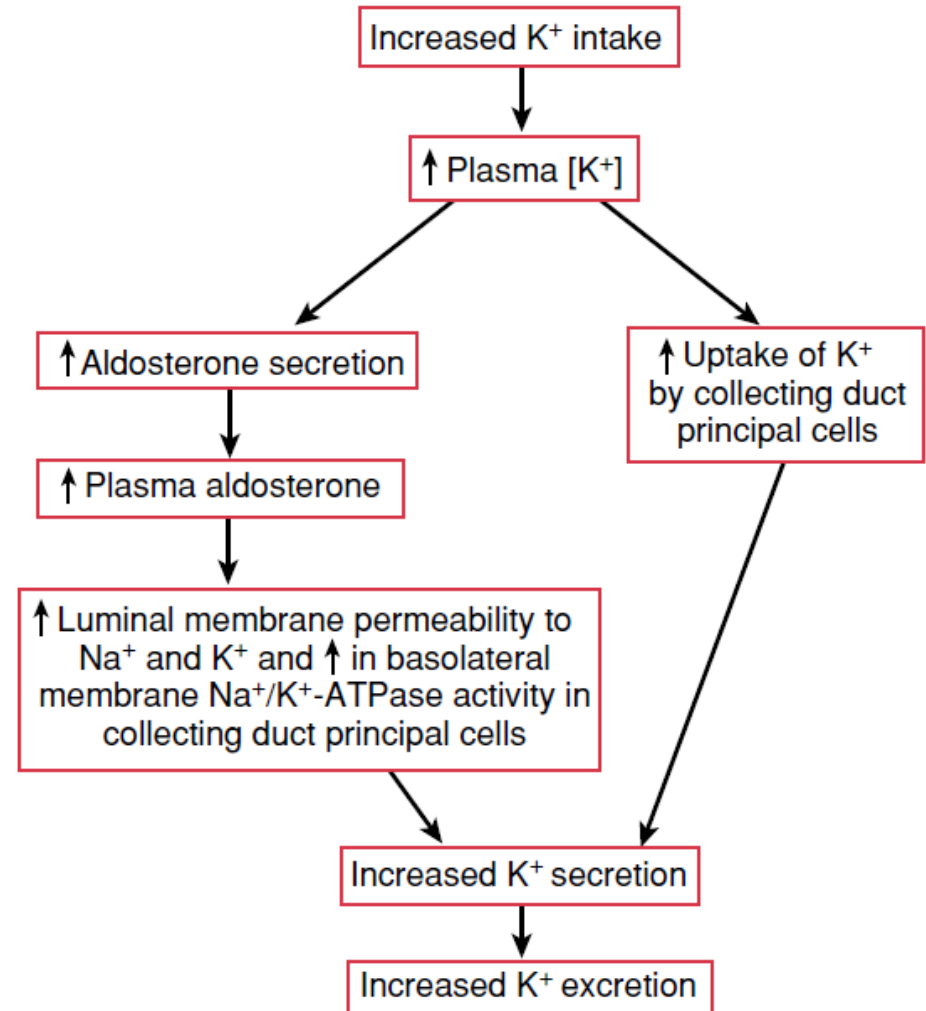 Increased K⁺ intake
↑ Plasma [K⁺]
↑ Aldosterone secretion
↑ Uptake of K⁺
by collecting duct
principal cells
↑ Plasma aldosterone
↑ Luminal membrane permeability to
Na⁺ and K⁺ and ↑ in basolateral
membrane Na⁺/K⁺-ATPase activity in
collecting duct principal cells
Increased K⁺ secretion
Increased K⁺ excretion